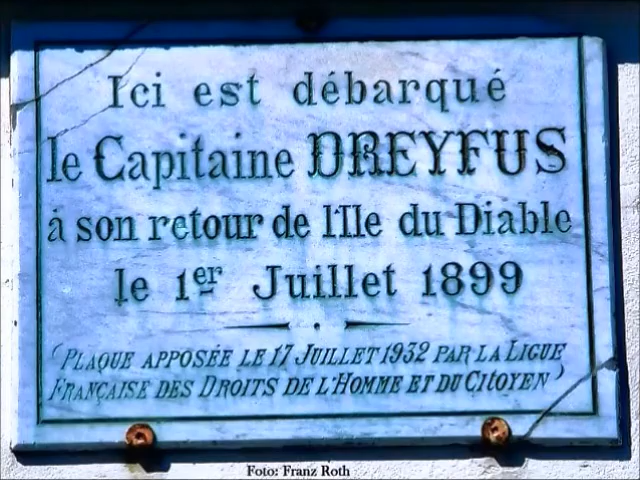 Ici est débarqué
le Capitaine DREYFUS
à son retour de l'Ile du Diable
le 1er Juillet 1899
(PLAQUE APPOSÉE LE 17 JUILLET 1932 PAR LA LIGUE
FRANÇAISE DES DROITS DE L'HOMME ET DU CITOYEN)
Foto: Franz Roth